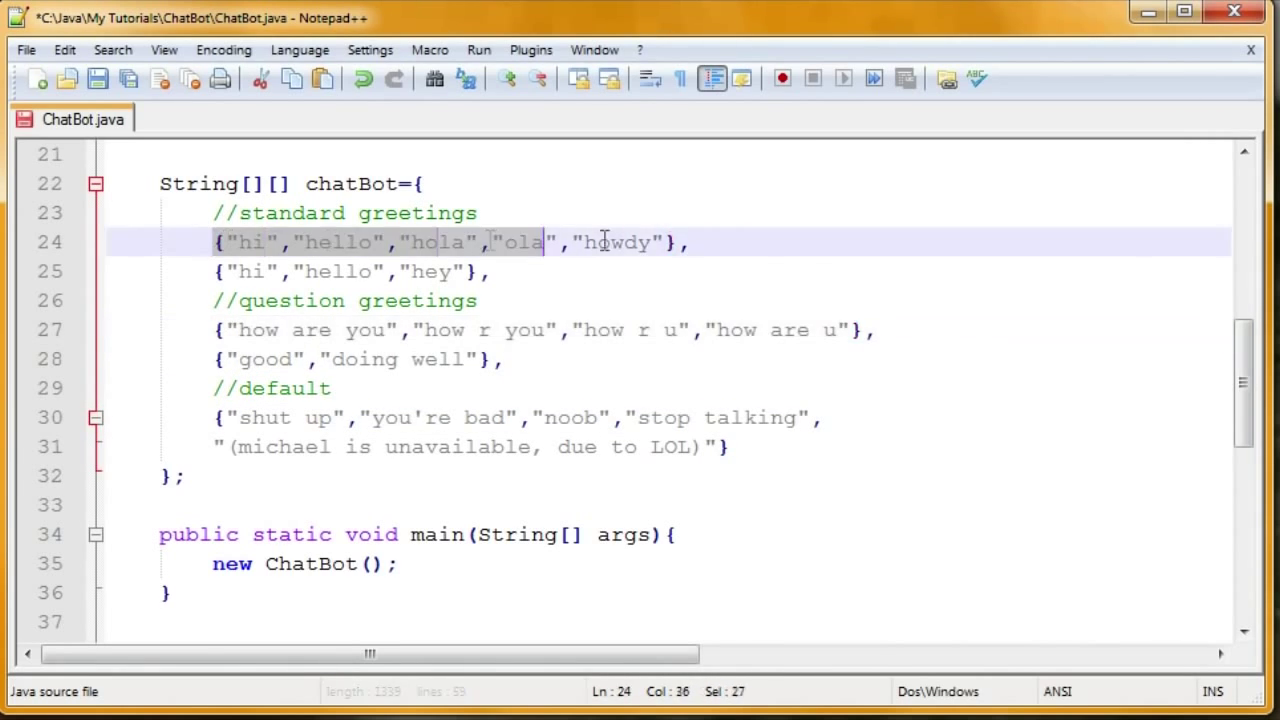 *C:\Java\My Tutorials\ChatBot\ChatBot.java - Notepad++
File Edit Search View Encoding Language Settings Macro Run Plugins Window ? X
ABC
ChatBot.java
21
22 String[][] chatBot={
23 //standard greetings
24 {"hi","hello","hola","ola","howdy"},
25 {"hi","hello","hey"},
26 //question greetings
27 {"how are you","how r you","how r u","how are u"},
28 {"good","doing well"},
29 //default
30 {"shut up","you're bad","noob","stop talking",
31 "(michael is unavailable, due to LOL)"}
32 };
33
34 public static void main(String[] args){
35 new ChatBot();
36 }
37
Java source file length : 1339 lines : 59 Ln : 24 Col : 36 Sel : 27 Dos\Windows ANSI INS